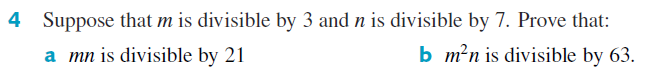 4 Suppose that m is divisible by 3 and n is divisible by 7. Prove that:
a mn is divisible by 21 b m²n is divisible by 63.